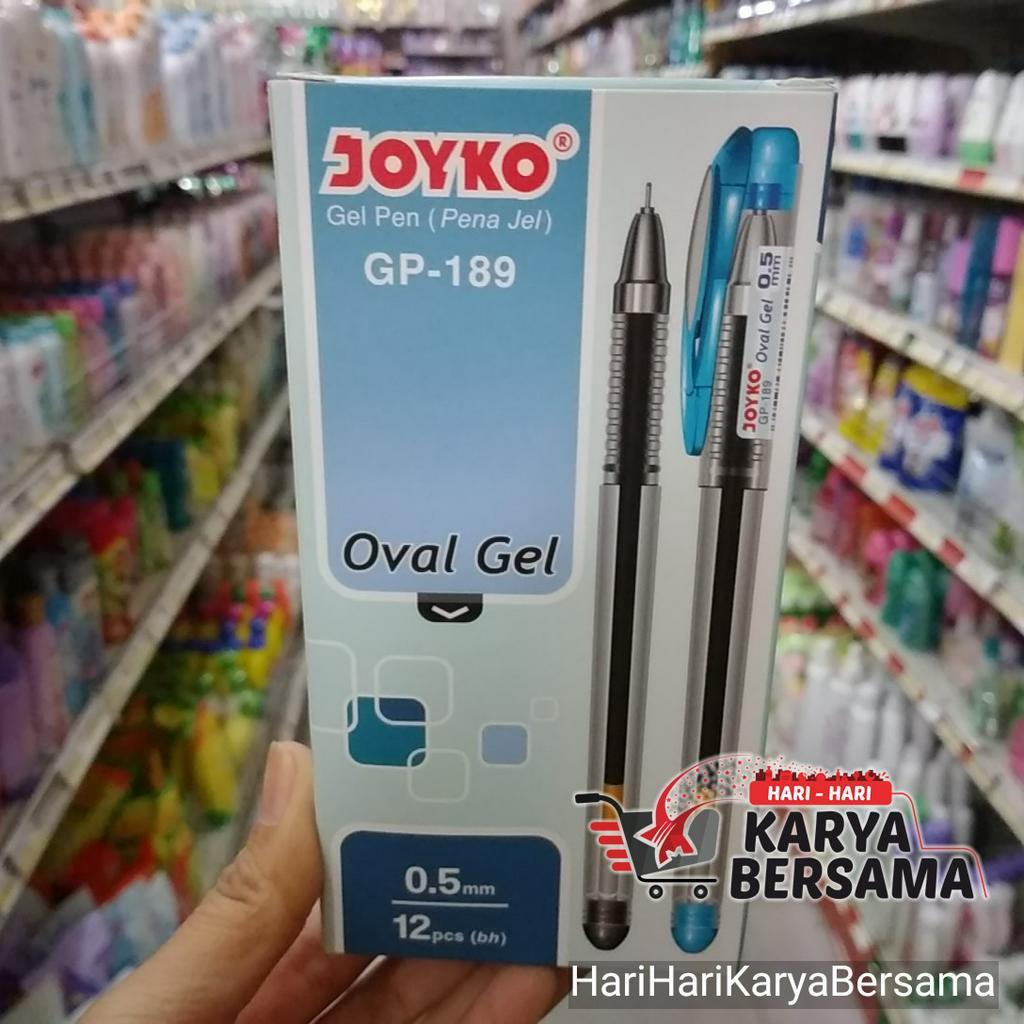 JOYKO®
Gel Pen (Pena Jel)
GP-189
Oval Gel
0.5mm
12pcs (bh)
JOYKO® Oval Gel 0.5 mm
GP-189
HARI - HARI
KARYA
BERSAMA
HariHariKaryaBersama